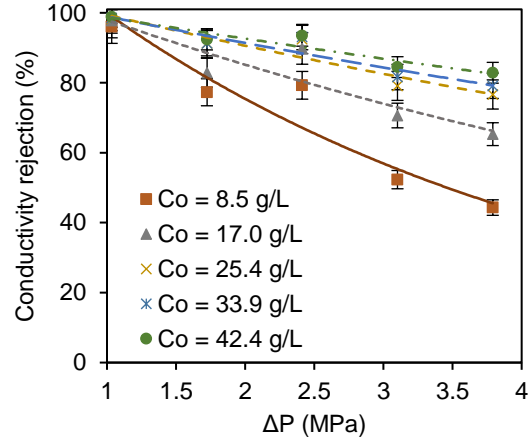 100
80
60
40
20
0
Conductivity rejection (%)
Co = 8.5 g/L
Co = 17.0 g/L
Co = 25.4 g/L
Co = 33.9 g/L
Co = 42.4 g/L
1 1.5 2 2.5 3 3.5 4
ΔP (MPa)